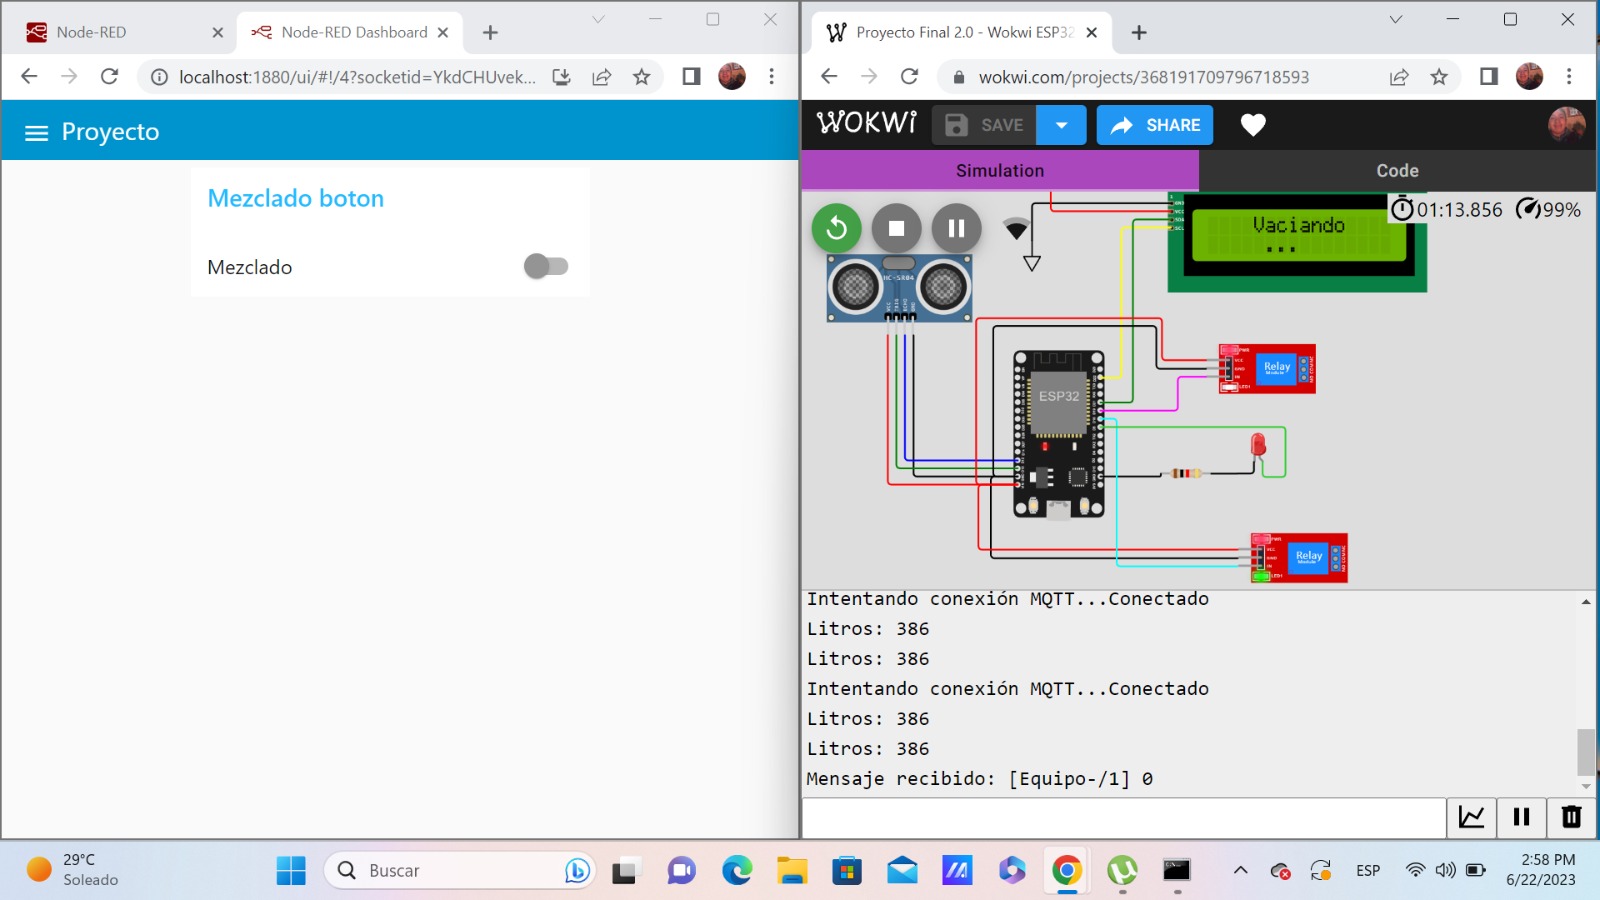 Node-RED
Node-RED Dashboard
localhost:1880/ui/#!/4?socketid=YkdCHUvek...
Proyecto
Mezclado boton
Mezclado
Proyecto Final 2.0 - Wokwi ESP32
wokwi.com/projects/368191709796718593
WOKWi
SAVE
SHARE
Simulation
Code
01:13.856
99%
Vaciando
...
HC-SR04
ESP32
Relay
Module
Relay
Module
Intentando conexión MQTT...Conectado
Litros: 386
Litros: 386
Intentando conexión MQTT...Conectado
Litros: 386
Litros: 386
Mensaje recibido: [Equipo-/1] 0
29°C
Soleado
Buscar
ESP
2:58 PM
6/22/2023